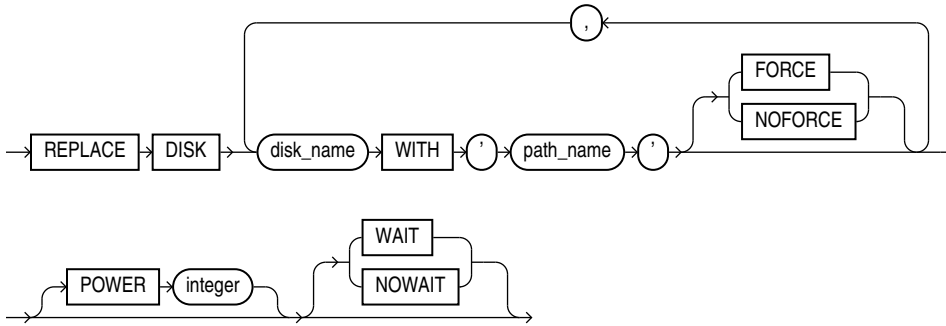 ,
FORCE
NOFORCE
REPLACE DISK disk_name WITH ' path_name '
WAIT
POWER integer
NOWAIT